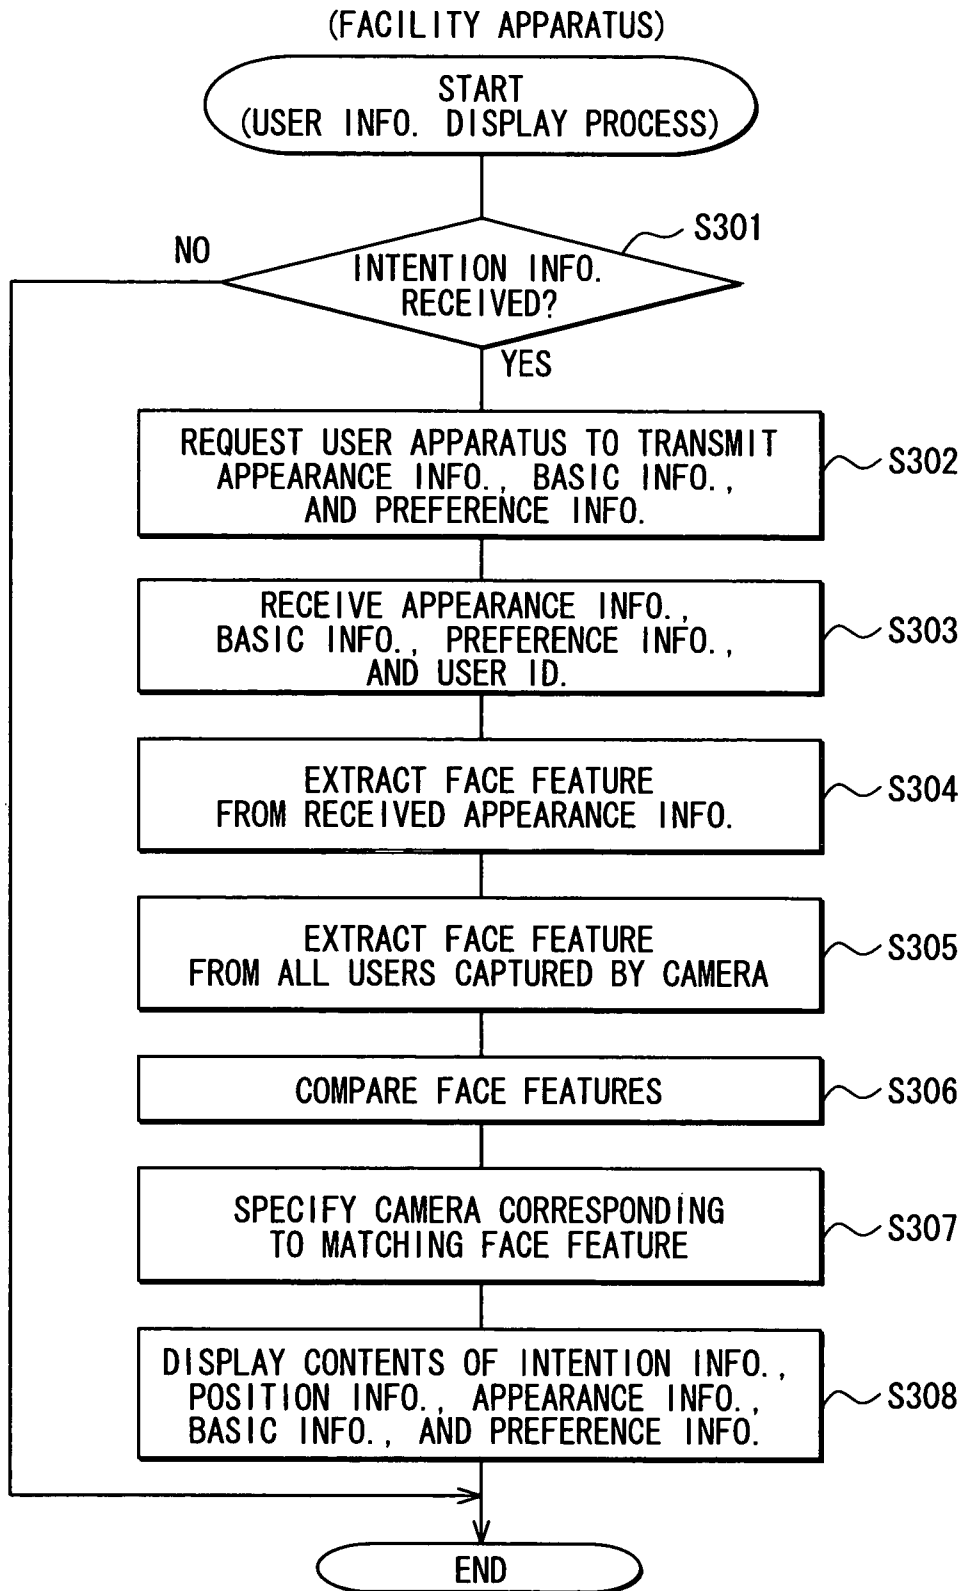 (FACILITY APPARATUS)
START
(USER INFO. DISPLAY PROCESS)
S301
NO
INTENTION INFO.
RECEIVED?
YES
REQUEST USER APPARATUS TO TRANSMIT
APPEARANCE INFO., BASIC INFO.,
AND PREFERENCE INFO.
S302
RECEIVE APPEARANCE INFO.,
BASIC INFO., PREFERENCE INFO.,
AND USER ID.
S303
EXTRACT FACE FEATURE
FROM RECEIVED APPEARANCE INFO.
S304
EXTRACT FACE FEATURE
FROM ALL USERS CAPTURED BY CAMERA
S305
COMPARE FACE FEATURES
S306
SPECIFY CAMERA CORRESPONDING
TO MATCHING FACE FEATURE
S307
DISPLAY CONTENTS OF INTENTION INFO.,
POSITION INFO., APPEARANCE INFO.,
BASIC INFO., AND PREFERENCE INFO.
S308
END